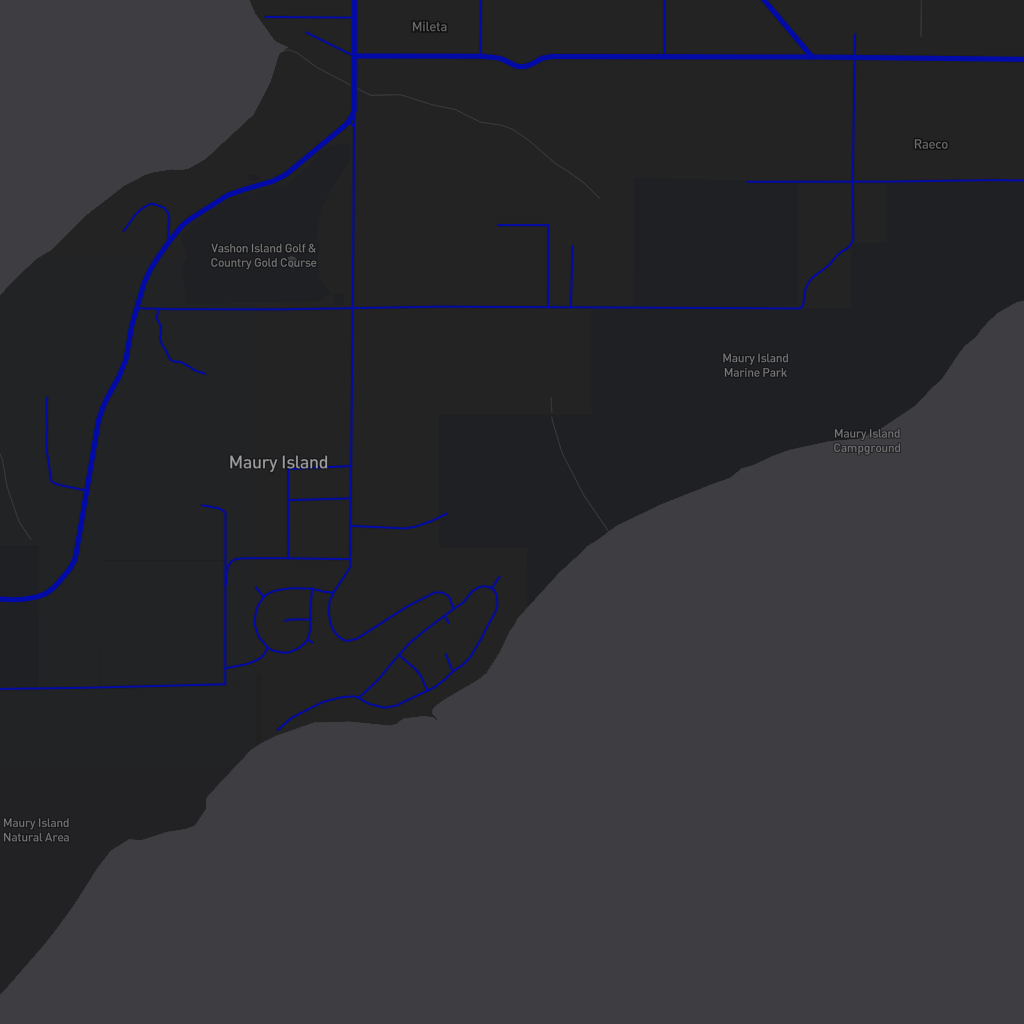 Mileta
Raeco
Vashon Island Golf &
Country Gold Course
Maury Island
Marine Park
Maury Island
Campground
Maury Island
Maury Island
Natural Area